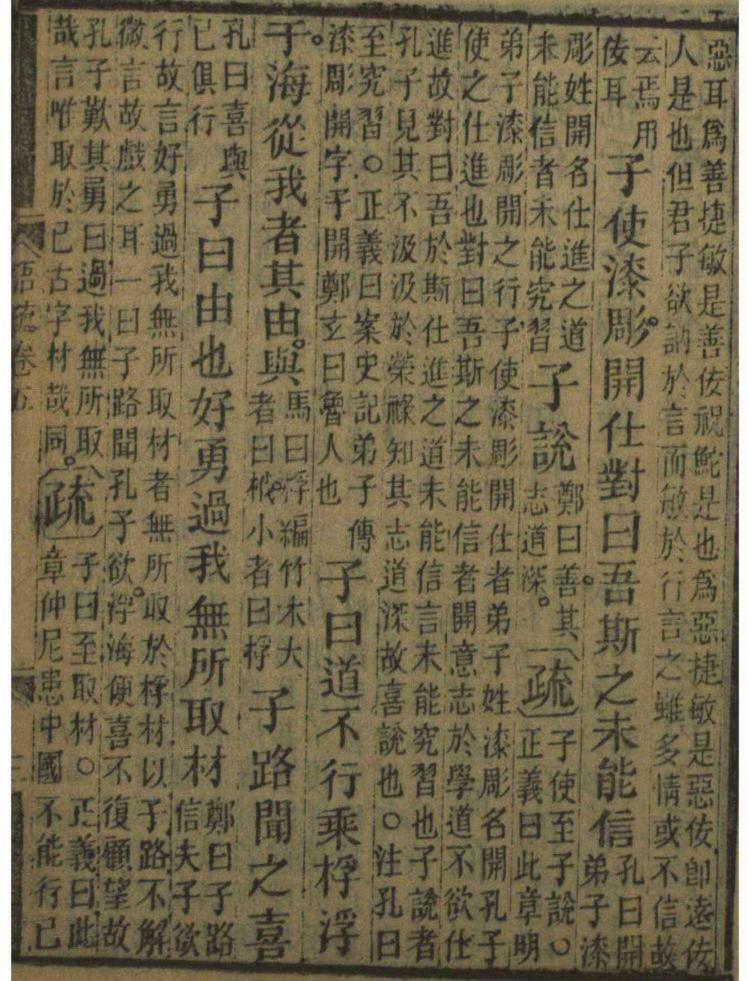 惡耳爲善捷敏是善佞祝鮀是也爲惡捷敏是惡佞卽遠佞
人是也但君子欲訥於言而敏於行言之雖多情或不信故
云焉用
佞耳
子使漆彫開仕對曰吾斯之未能信
孔曰開
弟子漆
彫姓開名仕進之道
未能信者未能究習
子說
鄭曰善其
志道深
疏
子使至子說○
正義曰此章明
弟子漆彫開之行子使漆彫開仕者弟子姓漆彫名開孔子
使之仕進也對曰吾斯之未能信者開意志於學道不欲仕
進故對曰吾於斯仕進之道未能信言未能究習也子說者
孔子見其不汲汲於榮祿知其志道深故喜說也○注孔曰
至究習○正義曰案史記弟子傳
漆彫開字子開鄭玄曰魯人也
子曰道不行乘桴浮
于海從我者其由與
馬曰桴編竹木大
者曰栰小者曰桴
子路聞之喜
孔曰喜與
己俱行
子曰由也好勇過我無所取材
鄭曰子路
信夫子欲
行故言好勇過我無所取材者無所取於桴材以子路不解
微言故戲之耳一曰子路聞孔子欲浮海便喜不復顧望故
孔子歎其勇曰過我無所取
哉言唯取於己古字材哉同
疏
子曰至取材○正義曰此
章仲尼患中國不能行己
語疏卷五
三